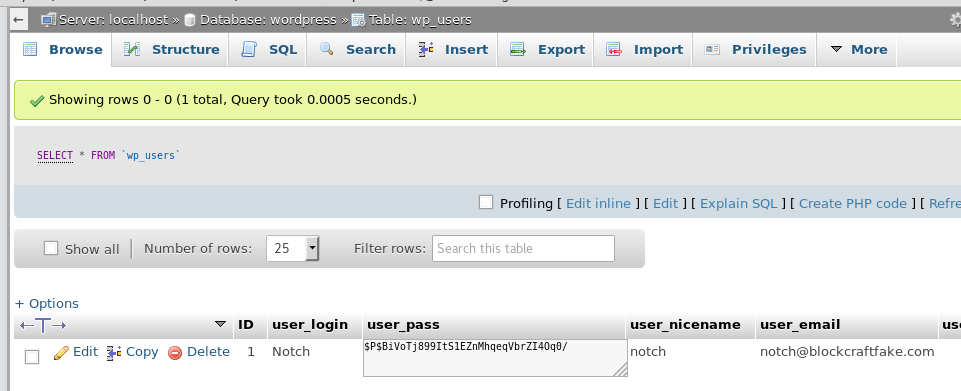 Server: localhost » Database: wordpress » Table: wp_users
Browse Structure SQL Search Insert Export Import Privileges More
Showing rows 0 - 0 (1 total, Query took 0.0005 seconds.)
SELECT * FROM `wp_users`
Profiling [ Edit inline ] [ Edit ] [ Explain SQL ] [ Create PHP code ] [ Refre
Show all Number of rows: 25 Filter rows: Search this table
+ Options
←T→ ID user_login user_pass user_nicename user_email use
Edit Copy Delete 1 Notch $P$BiVoTj899ItS1EZnMhqeqVbrZI4Oq0/ notch notch@blockcraftfake.com